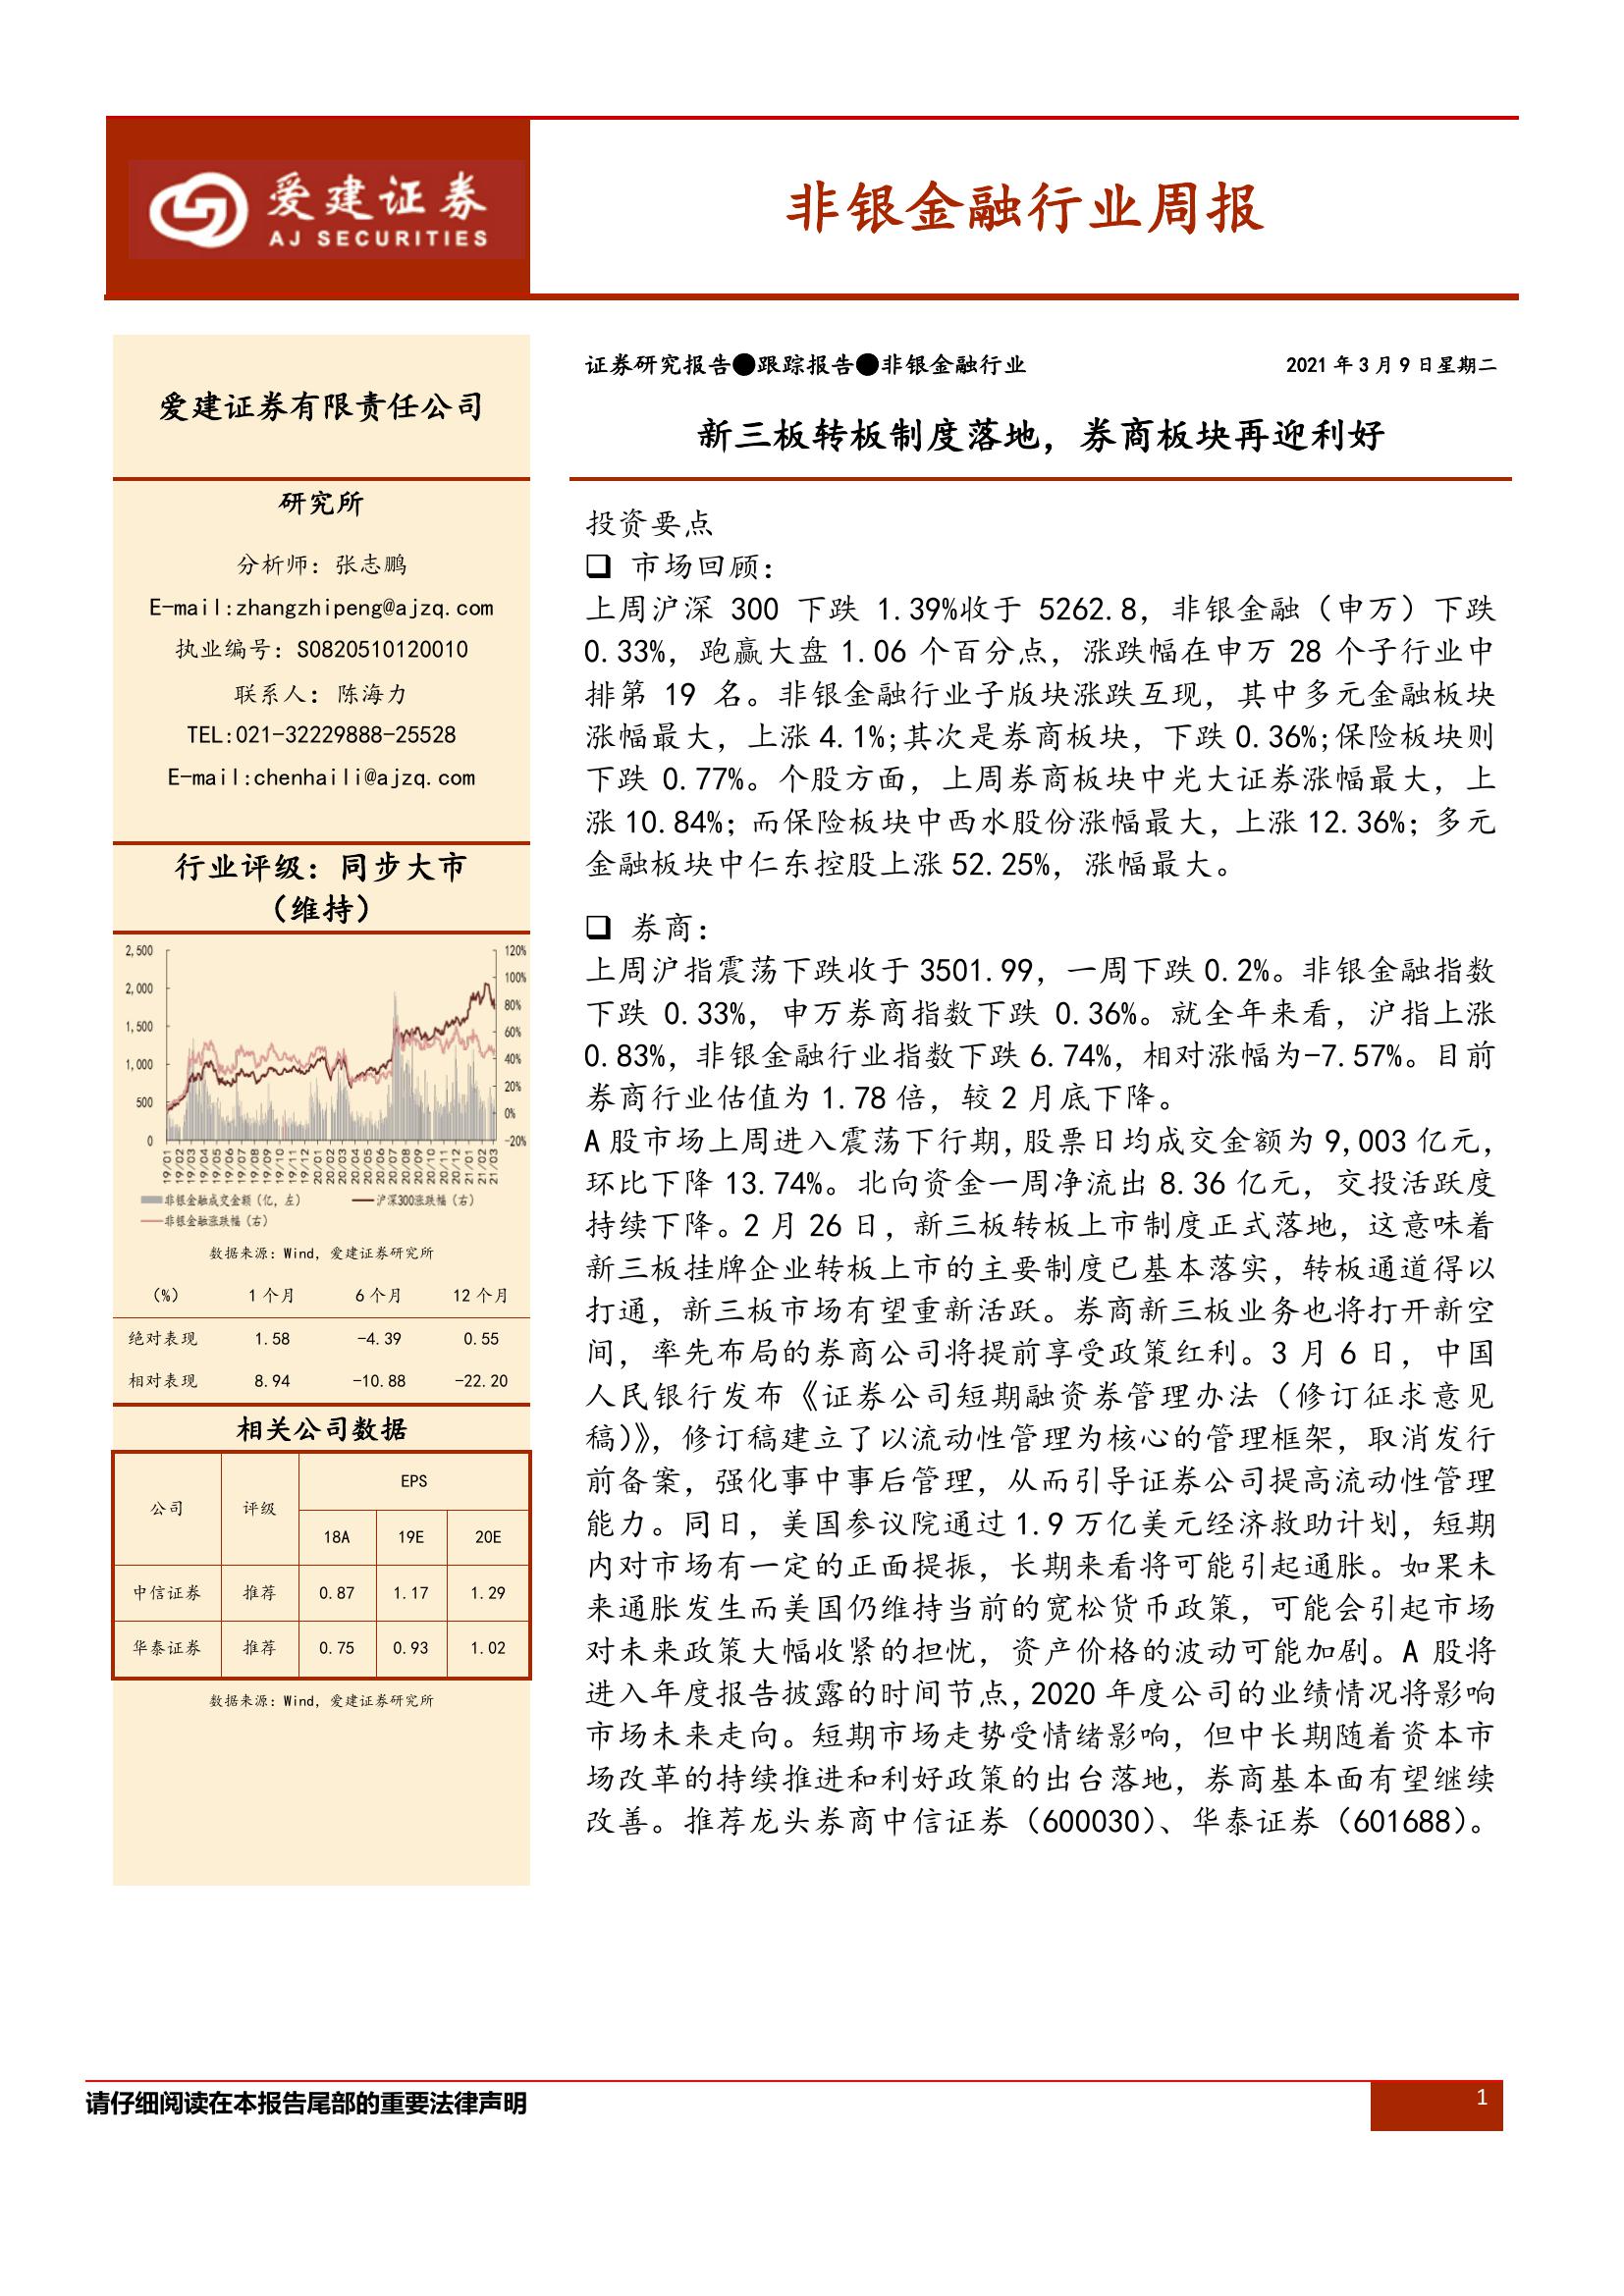 爱建证券
AJ SECURITIES
非银金融行业周报
爱建证券有限责任公司
研究所
分析师：张志鹏
E-mail:zhangzhipeng@ajzq.com
执业编号：S0820510120010
联系人：陈海力
TEL:021-32229888-25528
E-mail:chenhaili@ajzq.com
行业评级：同步大市
（维持）
2,500
2,000
1,500
1,000
500
0
120%
100%
80%
60%
40%
20%
0%
-20%
19/01
19/02
19/03
19/04
19/05
19/06
19/07
19/08
19/09
19/10
19/11
19/12
20/01
20/02
20/03
20/04
20/05
20/06
20/07
20/08
20/09
20/10
20/11
20/12
21/01
21/02
21/03
非银金融成交金额（亿，左）
沪深300涨跌幅（右）
非银金融涨跌幅（右）
数据来源：Wind，爱建证券研究所
（%） 1 个月 6 个月 12 个月
绝对表现 1.58 -4.39 0.55
相对表现 8.94 -10.88 -22.20
相关公司数据
公司 评级 EPS
18A 19E 20E
中信证券 推荐 0.87 1.17 1.29
华泰证券 推荐 0.75 0.93 1.02
数据来源：Wind，爱建证券研究所
证券研究报告●跟踪报告●非银金融行业 2021 年 3 月 9 日星期二
新三板转板制度落地，券商板块再迎利好
投资要点
❑ 市场回顾：
上周沪深 300 下跌 1.39%收于 5262.8，非银金融（申万）下跌
0.33%，跑赢大盘 1.06 个百分点，涨跌幅在申万 28 个子行业中
排第 19 名。非银金融行业子版块涨跌互现，其中多元金融板块
涨幅最大，上涨 4.1%;其次是券商板块，下跌 0.36%;保险板块则
下跌 0.77%。个股方面，上周券商板块中光大证券涨幅最大，上
涨 10.84%；而保险板块中西水股份涨幅最大，上涨 12.36%；多元
金融板块中仁东控股上涨 52.25%，涨幅最大。
❑ 券商：
上周沪指震荡下跌收于 3501.99，一周下跌 0.2%。非银金融指数
下跌 0.33%，申万券商指数下跌 0.36%。就全年来看，沪指上涨
0.83%，非银金融行业指数下跌 6.74%，相对涨幅为-7.57%。目前
券商行业估值为 1.78 倍，较 2 月底下降。
A 股市场上周进入震荡下行期，股票日均成交金额为 9,003 亿元，
环比下降 13.74%。北向资金一周净流出 8.36 亿元，交投活跃度
持续下降。2 月 26 日，新三板转板上市制度正式落地，这意味着
新三板挂牌企业转板上市的主要制度已基本落实，转板通道得以
打通，新三板市场有望重新活跃。券商新三板业务也将打开新空
间，率先布局的券商公司将提前享受政策红利。3 月 6 日，中国
人民银行发布《证券公司短期融资券管理办法（修订征求意见
稿）》，修订稿建立了以流动性管理为核心的管理框架，取消发行
前备案，强化事中事后管理，从而引导证券公司提高流动性管理
能力。同日，美国参议院通过 1.9 万亿美元经济救助计划，短期
内对市场有一定的正面提振，长期来看将可能引起通胀。如果未
来通胀发生而美国仍维持当前的宽松货币政策，可能会引起市场
对未来政策大幅收紧的担忧，资产价格的波动可能加剧。A 股将
进入年度报告披露的时间节点，2020 年度公司的业绩情况将影响
市场未来走向。短期市场走势受情绪影响，但中长期随着资本市
场改革的持续推进和利好政策的出台落地，券商基本面有望继续
改善。推荐龙头券商中信证券（600030）、华泰证券（601688）。
请仔细阅读在本报告尾部的重要法律声明
1